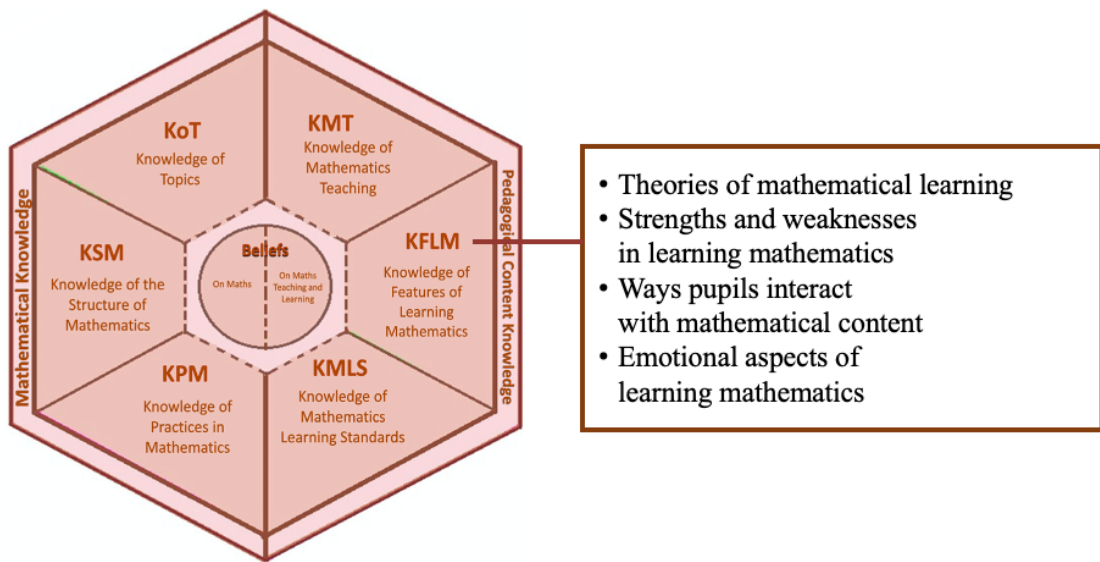 KoT
Knowledge of
Topics
KMT
Knowledge of
Mathematics
Teaching
Mathematical Knowledge
Pedagogical Content Knowledge
KSM
Knowledge of the
Structure of
Mathematics
Beliefs
On Maths
On Maths
Teaching and
Learning
KFLM
Knowledge of
Features of
Learning
Mathematics
KPM
Knowledge of
Practices in
Mathematics
KMLS
Knowledge of
Mathematics
Learning Standards
• Theories of mathematical learning
• Strengths and weaknesses
in learning mathematics
• Ways pupils interact
with mathematical content
• Emotional aspects of
learning mathematics